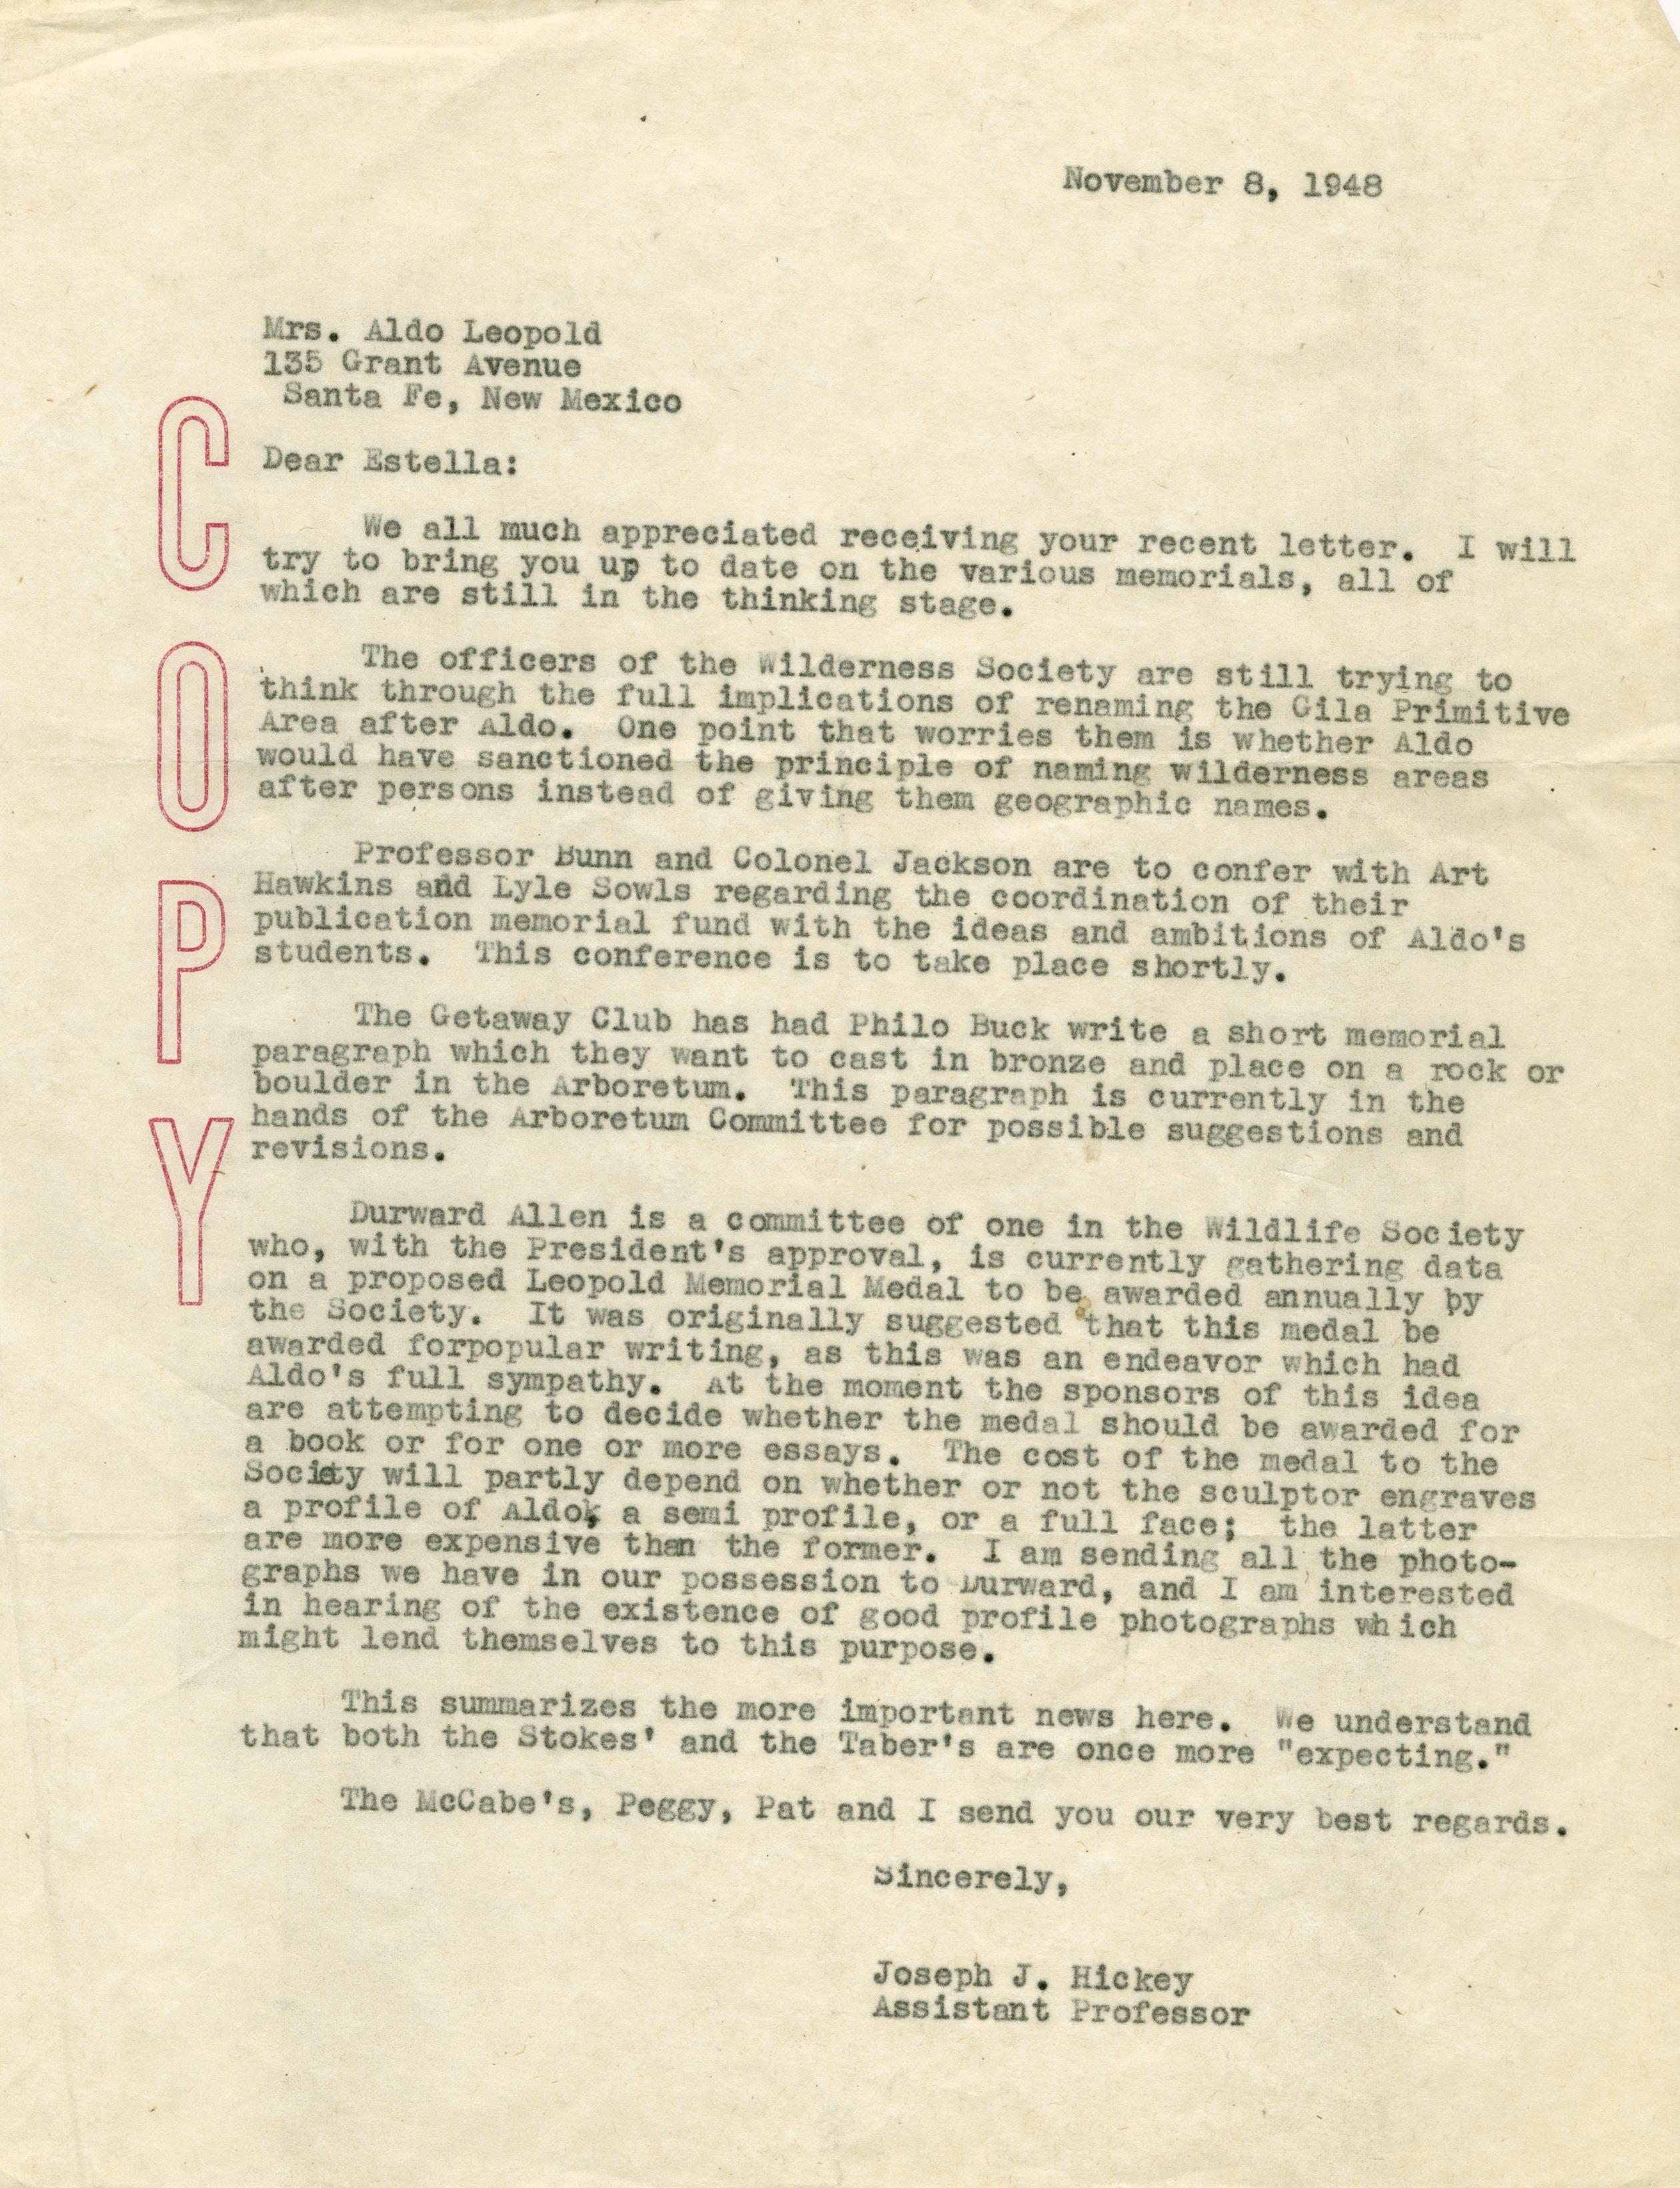 November 8, 1948
Mrs. Aldo Leopold
135 Grant Avenue
Santa Fe, New Mexico
COPY
Dear Estella:
We all much appreciated receiving your recent letter. I will
try to bring you up to date on the various memorials, all of
which are still in the thinking stage.
The officers of the Wilderness Society are still trying to
think through the full implications of renaming the Gila Primitive
Area after Aldo. One point that worries them is whether Aldo
would have sanctioned the principle of naming wilderness areas
after persons instead of giving them geographic names.
Professor Bunn and Colonel Jackson are to confer with Art
Hawkins and Lyle Sowls regarding the coordination of their
publication memorial fund with the ideas and ambitions of Aldo's
students. This conference is to take place shortly.
The Getaway Club has had Philo Buck write a short memorial
paragraph which they want to cast in bronze and place on a rock or
boulder in the Arboretum. This paragraph is currently in the
hands of the Arboretum Committee for possible suggestions and
revisions.
Durward Allen is a committee of one in the Wildlife Society
who, with the President's approval, is currently gathering data
on a proposed Leopold Memorial Medal to be awarded annually by
the Society. It was originally suggested that this medal be
awarded forpopular writing, as this was an endeavor which had
Aldo's full sympathy. At the moment the sponsors of this idea
are attempting to decide whether the medal should be awarded for
a book or for one or more essays. The cost of the medal to the
Society will partly depend on whether or not the sculptor engraves
a profile of Aldo, a semi profile, or a full face; the latter
are more expensive than the former. I am sending all the photo-
graphs we have in our possession to Durward, and I am interested
in hearing of the existence of good profile photographs which
might lend themselves to this purpose.
This summarizes the more important news here. We understand
that both the Stokes' and the Taber's are once more "expecting."
The McCabe's, Peggy, Pat and I send you our very best regards.
Sincerely,
Joseph J. Hickey
Assistant Professor